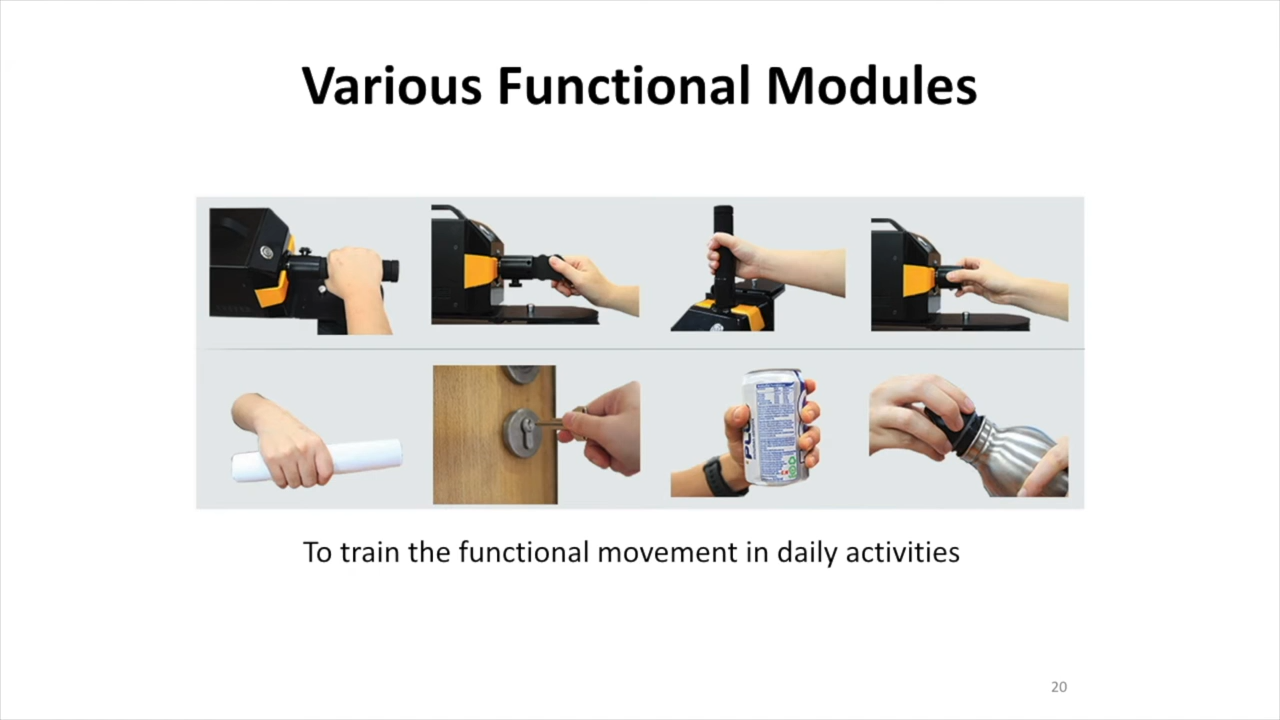 Various Functional Modules
To train the functional movement in daily activities
20